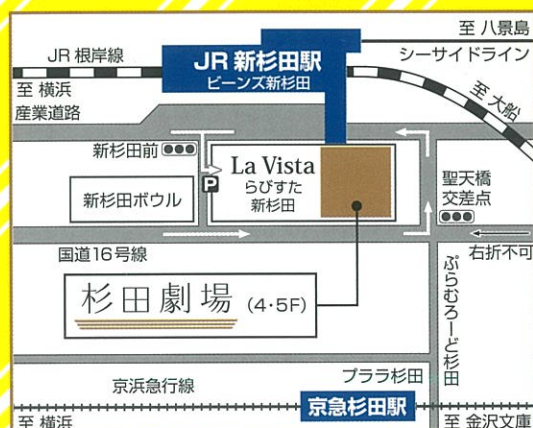 至 八景島
JR 根岸線
JR 新杉田駅
ビーンズ新杉田
シーサイドライン
至 横浜
産業道路
至 大船
新杉田前
P
La Vista
らびすた
新杉田
新杉田ボウル
聖天橋
交差点
国道16号線
右折不可
杉田劇場 (4・5F)
ぷらむろーど杉田
京浜急行線
プララ杉田
京急杉田駅
至 横浜
至 金沢文庫